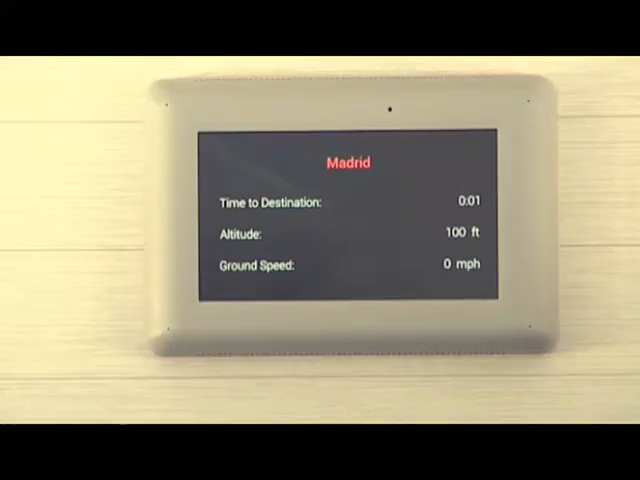 Madrid
Time to Destination: 0:01
Altitude: 100 ft
Ground Speed: 0 mph